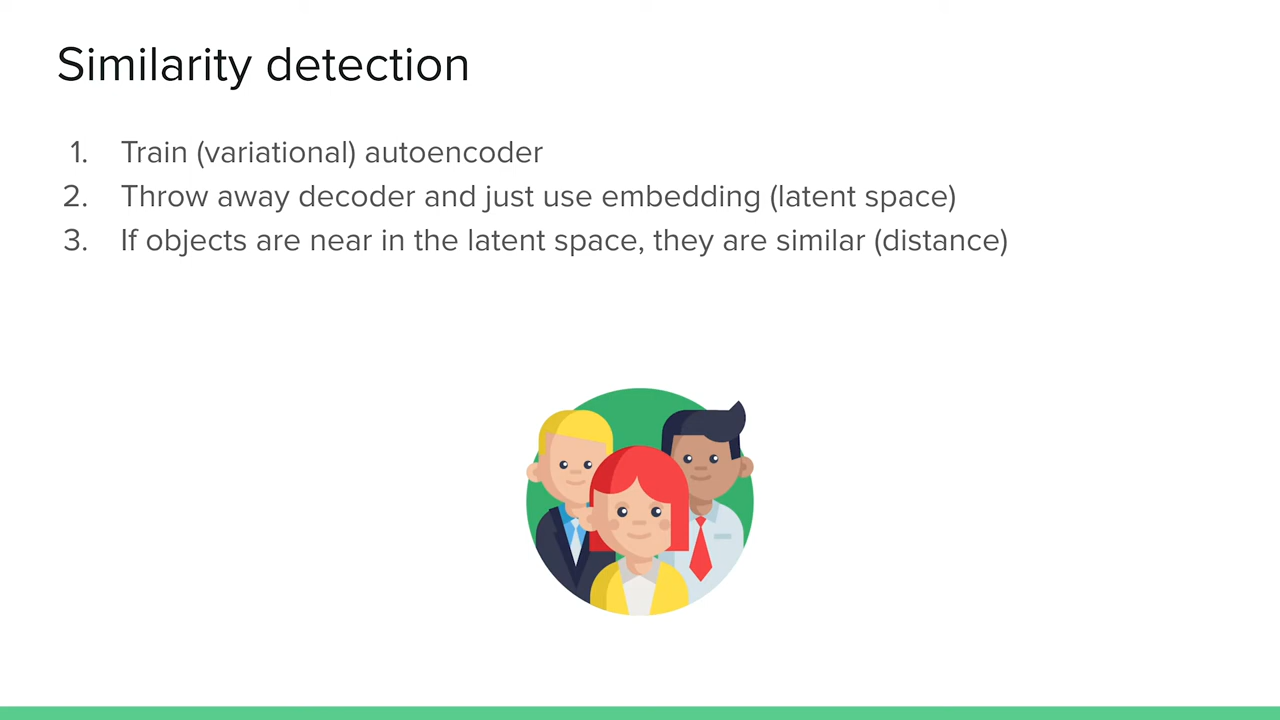 Similarity detection
1. Train (variational) autoencoder
2. Throw away decoder and just use embedding (latent space)
3. If objects are near in the latent space, they are similar (distance)